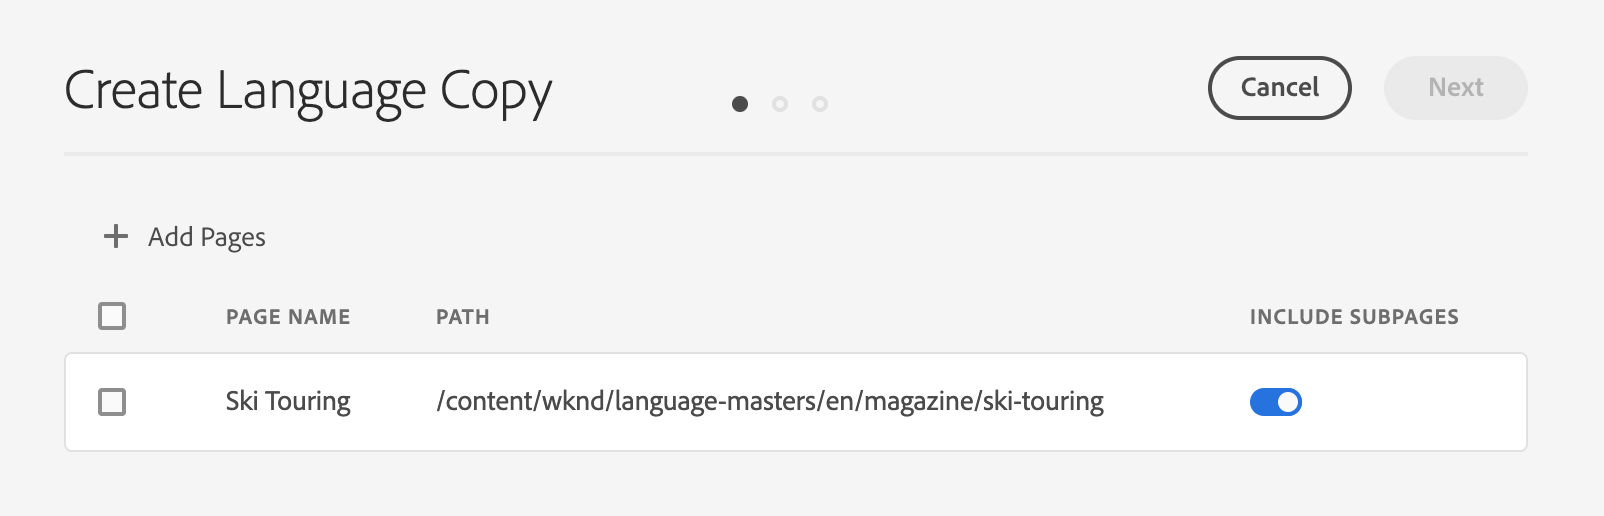 Create Language Copy
Cancel
Next
Add Pages
PAGE NAME PATH INCLUDE SUBPAGES
Ski Touring /content/wknd/language-masters/en/magazine/ski-touring